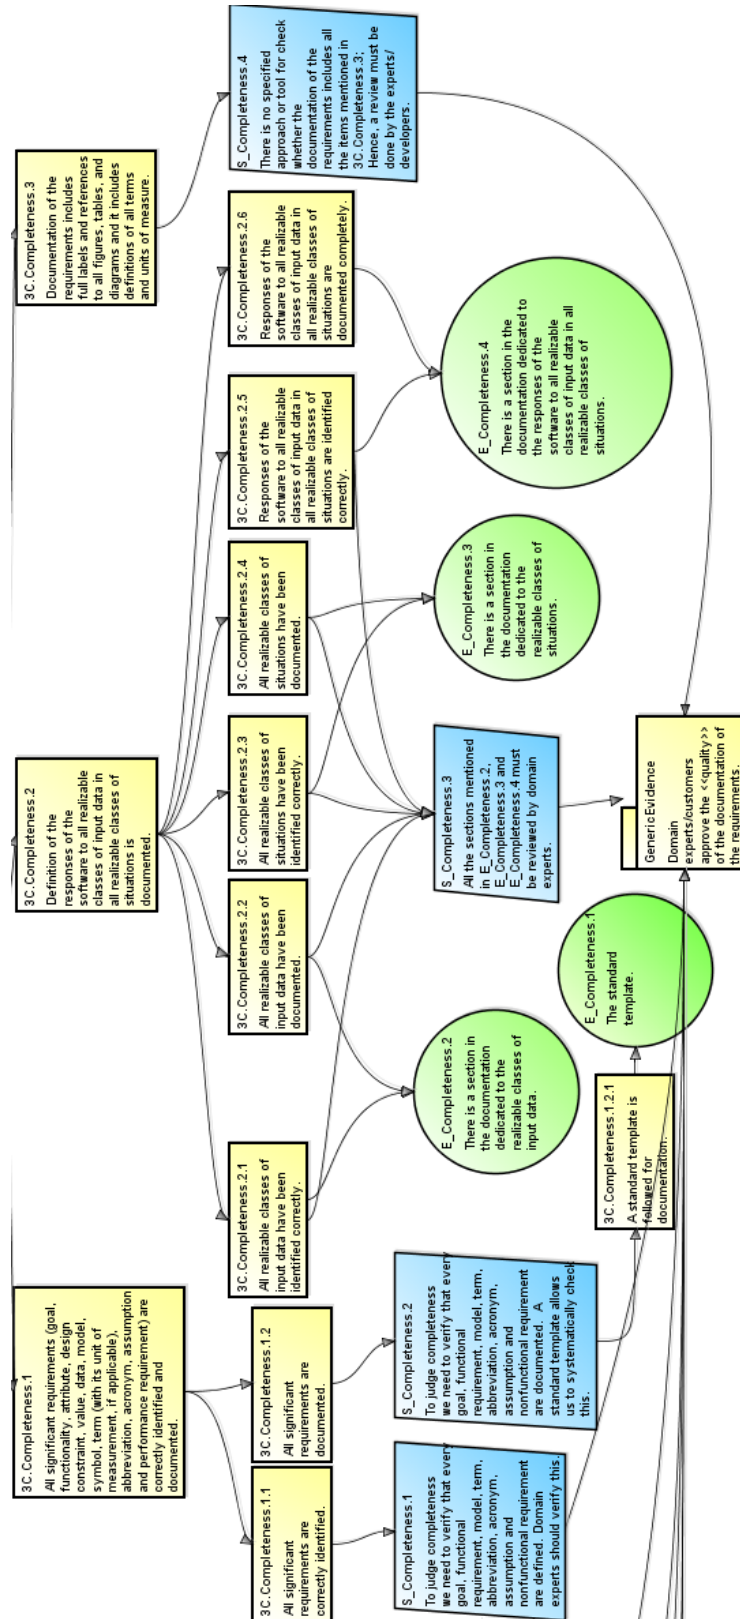 3C.Completeness.3
Documentation of the
requirements includes
full labels and references
to all figures, tables, and
diagrams and it includes
definitions of all terms
and units of measure.
S_Completeness.4
There is no specified
approach or tool for check
whether the
documentation of the
requirements includes all
the items mentioned in
3C.Completeness.3;
Hence, a review must be
done by the experts/
developers.
3C.Completeness.2
Definition of the
responses of the
software to all realizable
classes of input data in
all realizable classes of
situations is
documented.
3C.Completeness.2.6
Responses of the
software to all realizable
classes of input data in
all realizable classes of
situations are
documented completely.
3C.Completeness.2.5
Responses of the
software to all realizable
classes of input data in
all realizable classes of
situations are identified
correctly.
3C.Completeness.2.4
All realizable classes of
situations have been
documented.
3C.Completeness.2.3
All realizable classes of
situations have been
identified correctly.
3C.Completeness.2.2
All realizable classes of
input data have been
documented.
3C.Completeness.2.1
All realizable classes of
input data have been
identified correctly.
E_Completeness.4
There is a section in the
documentation dedicated to
the responses of the
software to all realizable
classes of input data in all
realizable classes of
situations.
E_Completeness.3
There is a section in
the documentation
dedicated to the
realizable classes of
situations.
S_Completeness.3
All the sections mentioned
in E_Completeness.2,
E_Completeness.3 and
E_Completeness.4 must
be reviewed by domain
experts.
E_Completeness.2
There is a section in
the documentation
dedicated to the
realizable classes of
input data.
GenericEvidence
Domain
experts/customers
approve the <<quality>>
of the documentation of
the requirements.
E_Completeness.1
The standard
template.
3C.Completeness.1.2.1
A standard template is
followed for
documentation.
3C.Completeness.1
All significant requirements (goal,
functionality, attribute, design
constraint, value, data, model,
symbol, term (with its unit of
measurement, if applicable),
abbreviation, acronym, assumption
and performance requirement) are
correctly identified and
documented.
3C.Completeness.1.2
All significant
requirements are
documented.
3C.Completeness.1.1
All significant
requirements are
correctly identified.
S_Completeness.2
To judge completeness
we need to verify that every
goal, functional
requirement, model, term,
abbreviation, acronym,
assumption and
nonfunctional requirement
are documented. A
standard template allows
us to systematically check
this.
S_Completeness.1
To judge completeness
we need to verify that every
goal, functional
requirement, model, term,
abbreviation, acronym,
assumption and
nonfunctional requirement
are defined. Domain
experts should verify this.